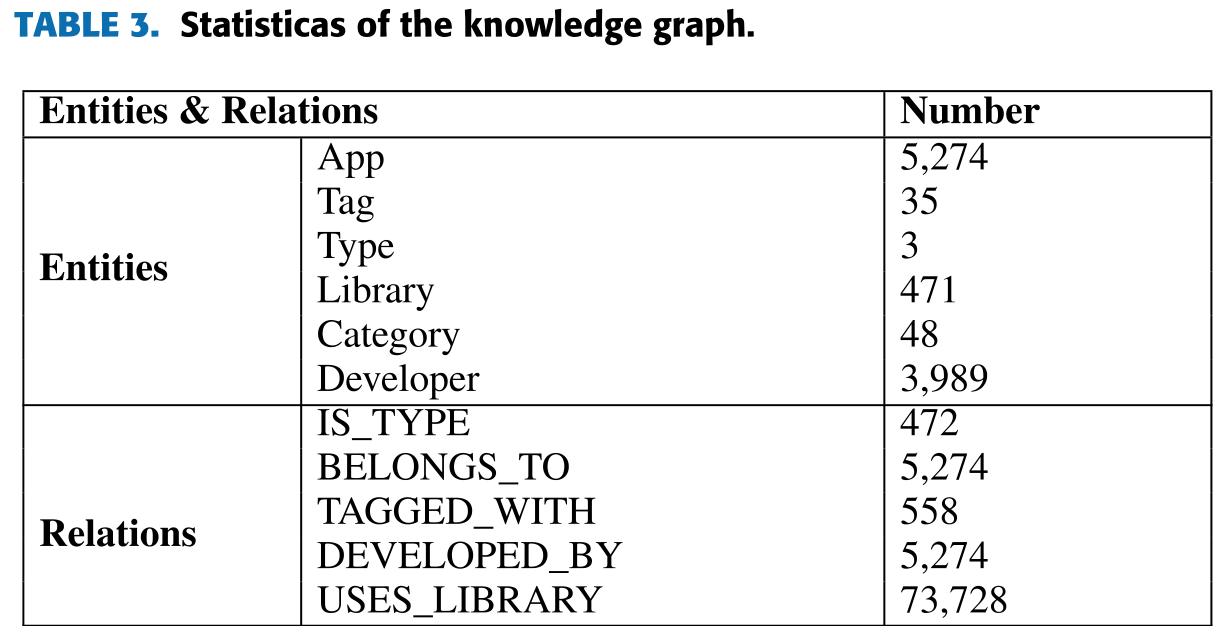 TABLE 3. Statisticas of the knowledge graph.
Entities & Relations Number
Entities
App 5,274
Tag 35
Type 3
Library 471
Category 48
Developer 3,989
Relations
IS_TYPE 472
BELONGS_TO 5,274
TAGGED_WITH 558
DEVELOPED_BY 5,274
USES_LIBRARY 73,728